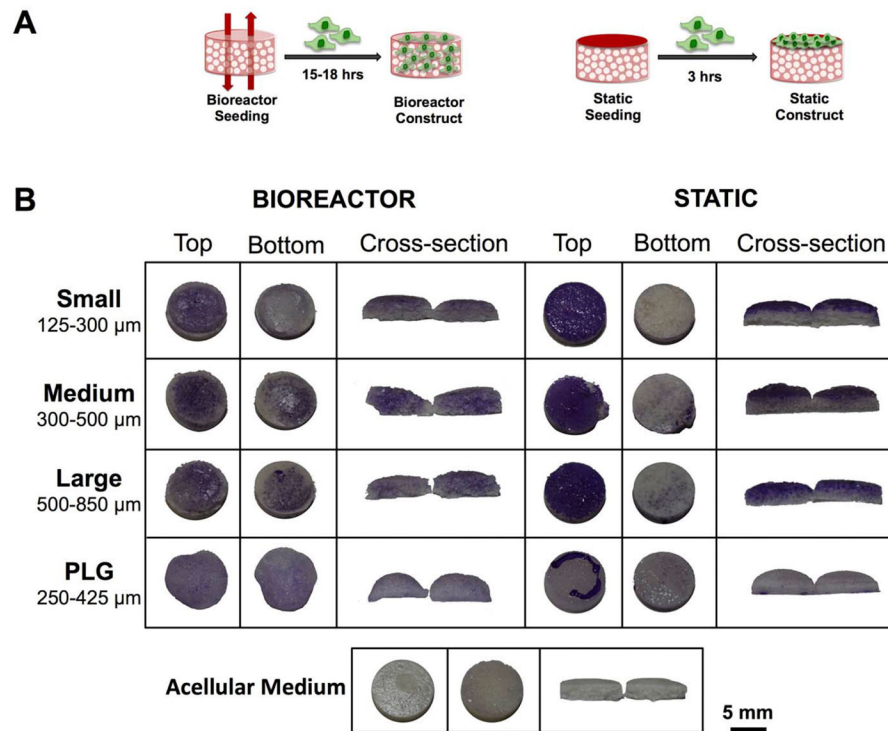 A
15-18 hrs
Bioreactor
Seeding
Bioreactor
Construct
3 hrs
Static
Seeding
Static
Construct
B
BIOREACTOR
STATIC
Top
Bottom
Cross-section
Top
Bottom
Cross-section
Small
125-300 µm
Medium
300-500 µm
Large
500-850 µm
PLG
250-425 µm
Acellular Medium
5 mm